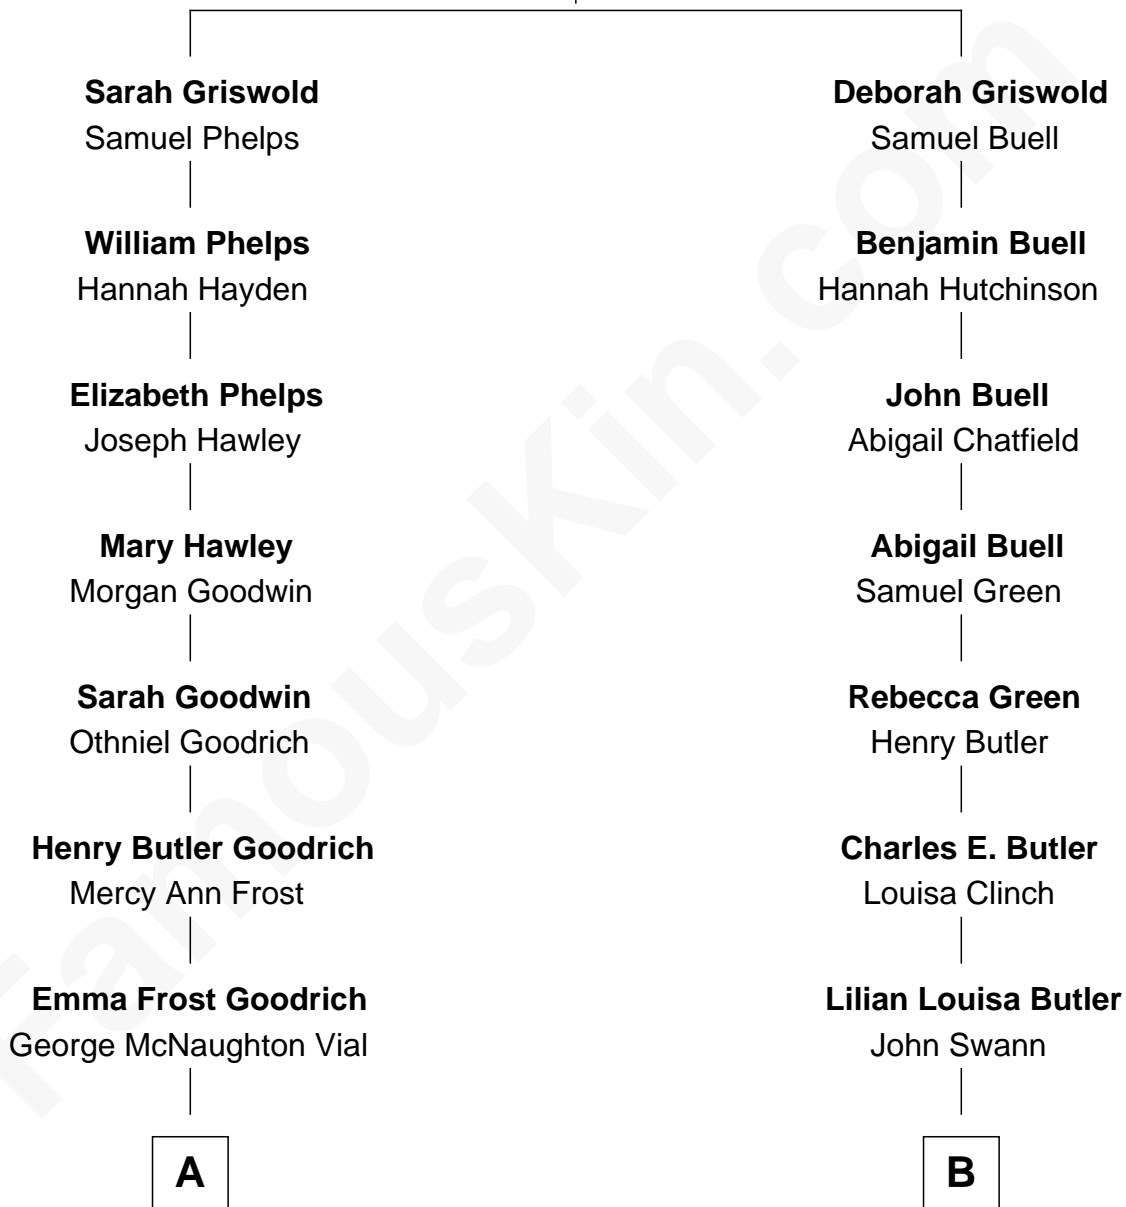 Sarah Griswold
Samuel Phelps
Deborah Griswold
Samuel Buell
William Phelps
Hannah Hayden
Benjamin Buell
Hannah Hutchinson
Elizabeth Phelps
Joseph Hawley
John Buell
Abigail Chatfield
Mary Hawley
Morgan Goodwin
Abigail Buell
Samuel Green
Sarah Goodwin
Othniel Goodrich
Rebecca Green
Henry Butler
Henry Butler Goodrich
Mercy Ann Frost
Charles E. Butler
Louisa Clinch
Emma Frost Goodrich
George McNaughton Vial
Lilian Louisa Butler
John Swann
A
B
FamousKin.com